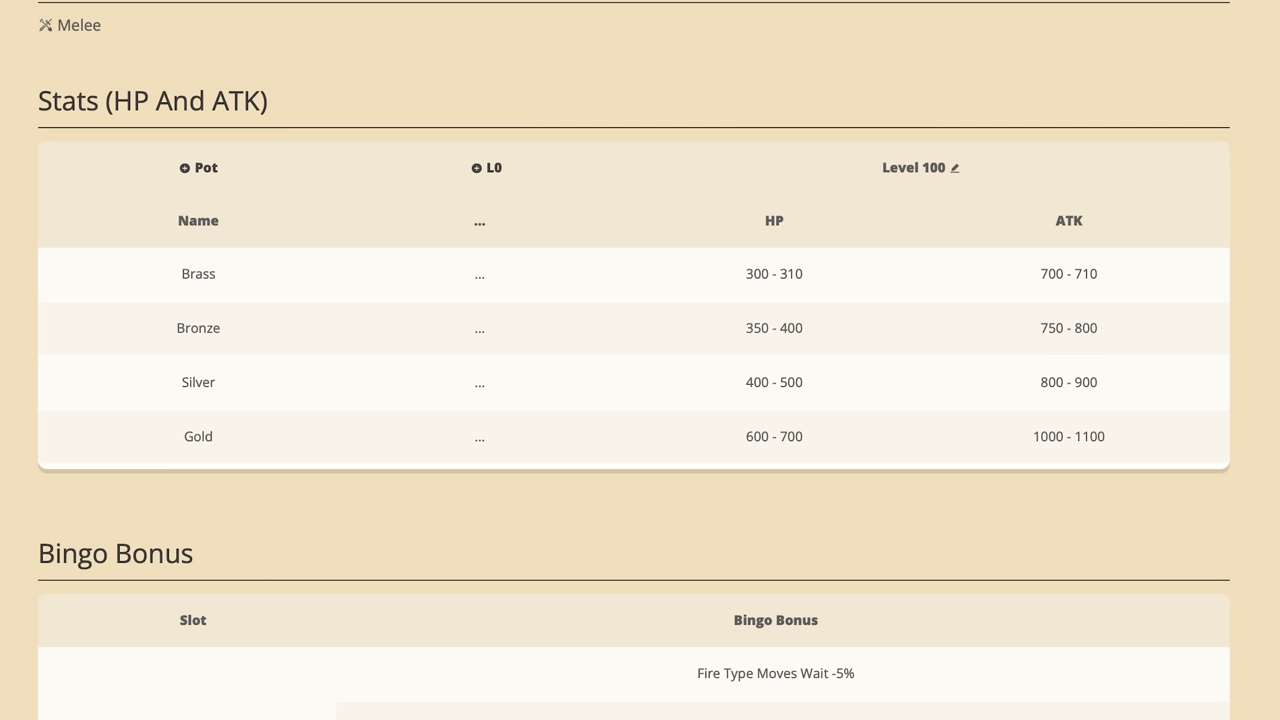 Melee
Stats (HP And ATK)
Pot L0 Level 100
Name ... HP ATK
Brass ... 300 - 310 700 - 710
Bronze ... 350 - 400 750 - 800
Silver ... 400 - 500 800 - 900
Gold ... 600 - 700 1000 - 1100
Bingo Bonus
Slot Bingo Bonus
Fire Type Moves Wait -5%